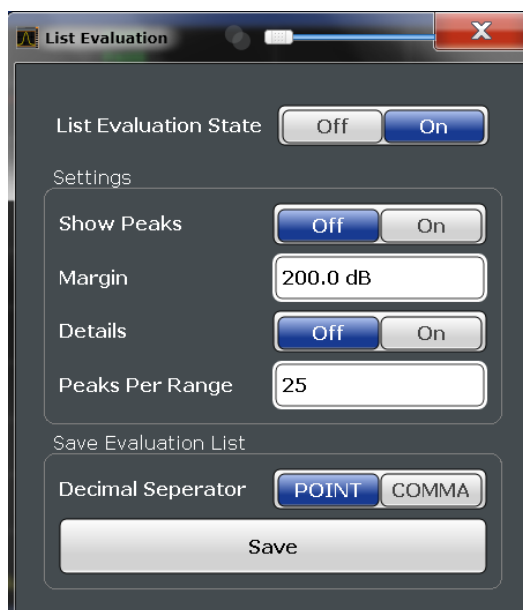 List Evaluation
X
List Evaluation State Off On
Settings
Show Peaks Off On
Margin 200.0 dB
Details Off On
Peaks Per Range 25
Save Evaluation List
Decimal Seperator POINT COMMA
Save